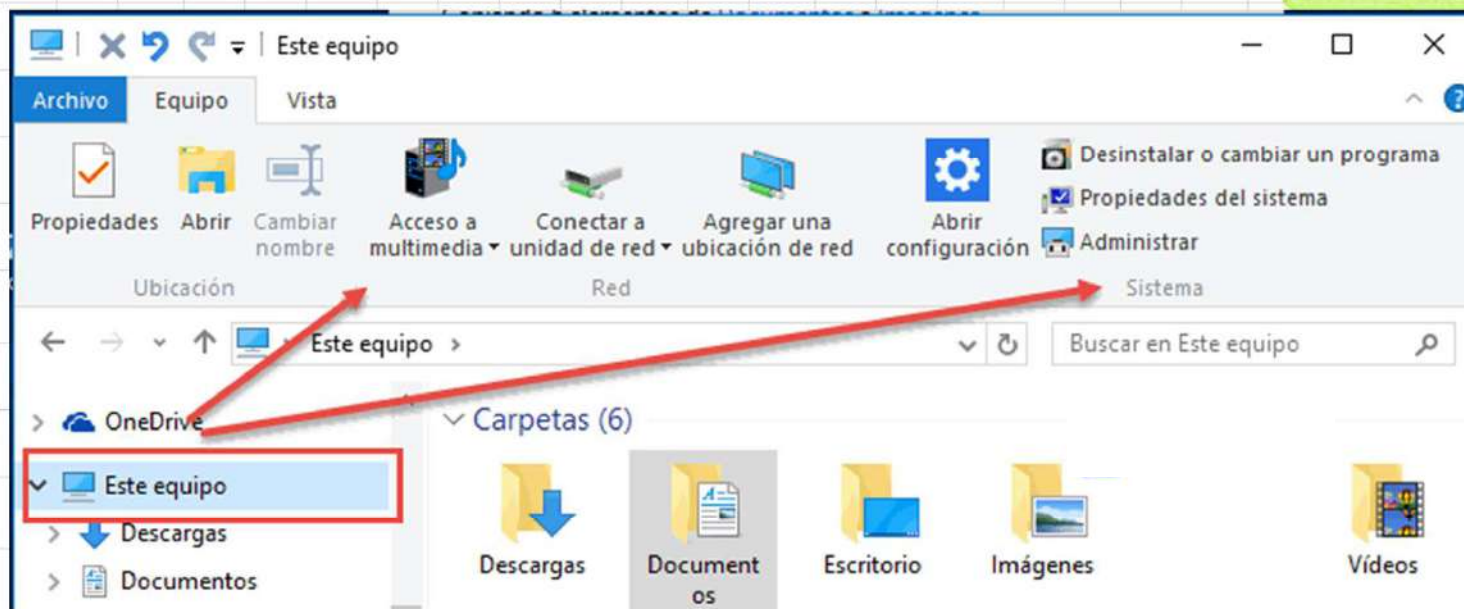 Este equipo
Archivo Equipo Vista
Propiedades Abrir Cambiar nombre
Acceso a multimedia Conectar a unidad de red Agregar una ubicación de red
Abrir configuración
Desinstalar o cambiar un programa
Propiedades del sistema
Administrar
Ubicación Red Sistema
Este equipo
Buscar en Este equipo
OneDrive
Este equipo
Descargas
Documentos
Carpetas (6)
Descargas Documentos Escritorio Imágenes Vídeos